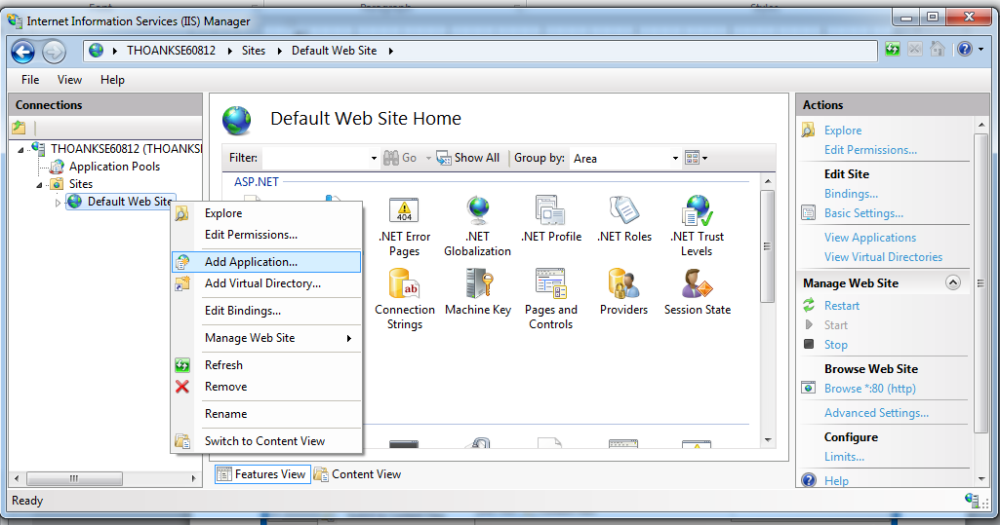 Internet Information Services (IIS) Manager
THOANKSE60812 Sites Default Web Site
File View Help
Connections
THOANKSE60812 (THOANKSI
Application Pools
Sites
Default Web Site
Explore
Edit Permissions...
Add Application...
Add Virtual Directory...
Edit Bindings...
Manage Web Site
Refresh
Remove
Rename
Switch to Content View
Default Web Site Home
Filter: Go Show All Group by: Area
ASP.NET
404
.NET Error
Pages
.NET
Globalization
.NET Profile
.NET Roles
.NET Trust
Levels
ab
Connection
Strings
Machine Key
Pages and
Controls
Providers
Session State
Features View Content View
Actions
Explore
Edit Permissions...
Edit Site
Bindings...
Basic Settings...
View Applications
View Virtual Directories
Manage Web Site
Restart
Start
Stop
Browse Web Site
Browse *:80 (http)
Advanced Settings...
Configure
Limits...
Help
Ready